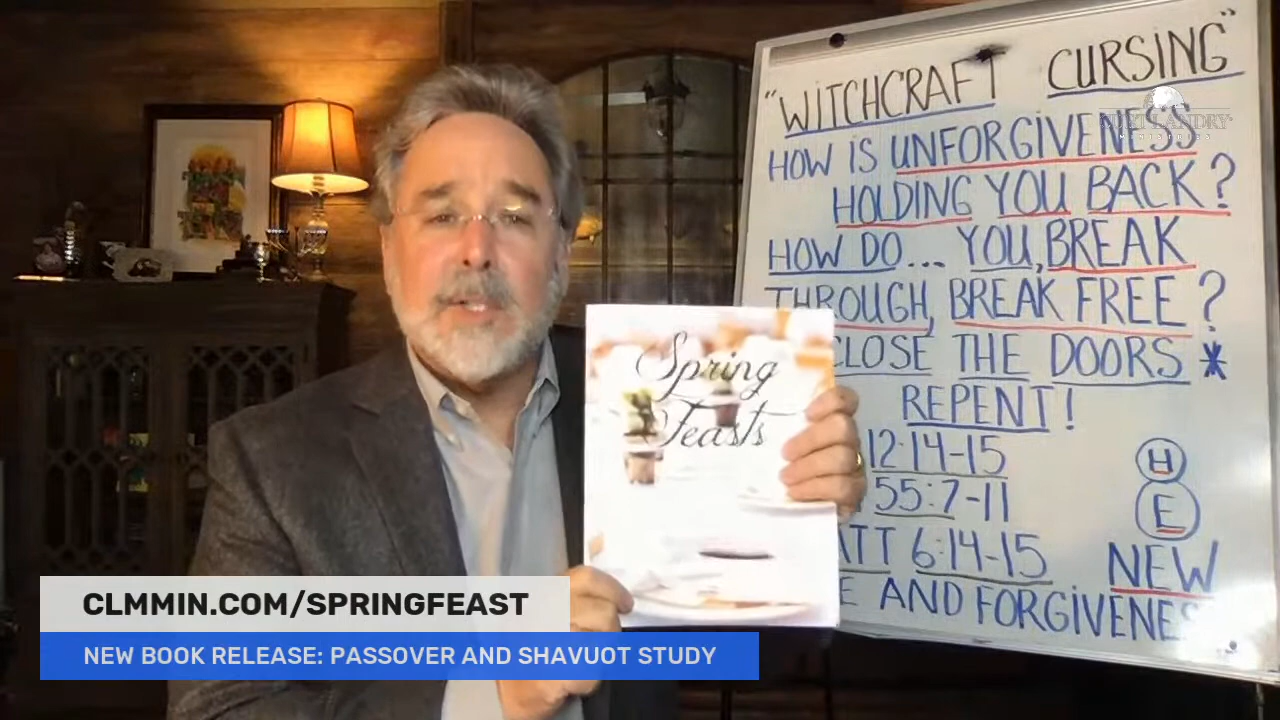 "WITCHCRAFT CURSING"
HOW IS UNFORGIVENESS
HOLDING YOU BACK?
HOW DO... YOU, BREAK
THROUGH, BREAK FREE?
CLOSE THE DOORS *
REPENT!
12:14-15
55:7-11
ATT 6:14-15
E AND FORGIVENES
H
E
NEW
LANDRY
MINISTRIES
Spring
Feasts
CLMMIN.COM/SPRINGFEAST
NEW BOOK RELEASE: PASSOVER AND SHAVUOT STUDY